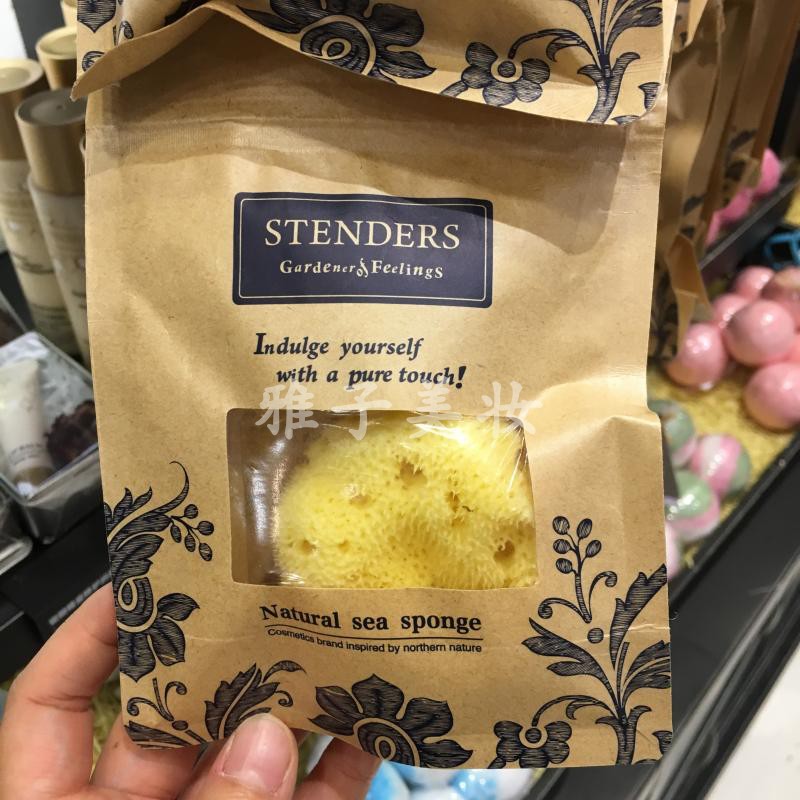 STENDERS
Gardener of Feelings
Indulge yourself
with a pure touch!
雅子美妆
Natural sea sponge
Cosmetics brand inspired by northern nature